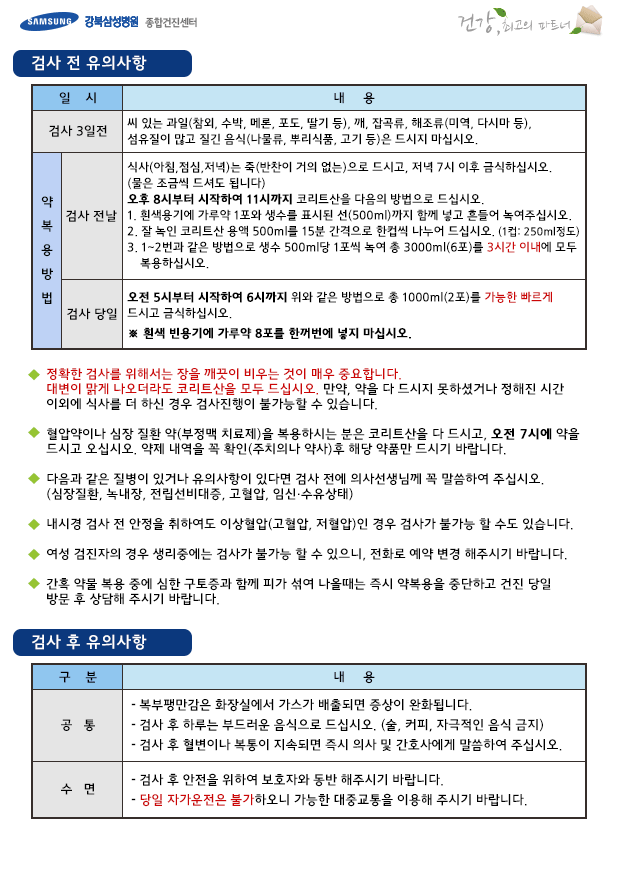 SAMSUNG 강북삼성병원 종합건진센터
건강, 최고의 파트너
검사 전 유의사항
일 시 내 용
검사 3일전
씨 있는 과일(참외, 수박, 메론, 포도, 딸기 등), 깨, 잡곡류, 해조류(미역, 다시마 등),
섬유질이 많고 질긴 음식(나물류, 뿌리식품, 고기 등)은 드시지 마십시오.
약복용방법
검사 전날
식사(아침,점심,저녁)는 죽(반찬이 거의 없는)으로 드시고, 저녁 7시 이후 금식하십시오.
(물은 조금씩 드셔도 됩니다)
오후 8시부터 시작하여 11시까지 코리트산을 다음의 방법으로 드십시오.
1. 흰색용기에 가루약 1포와 생수를 표시된 선(500ml)까지 함께 넣고 흔들어 녹여주십시오.
2. 잘 녹인 코리트산 용액 500ml를 15분 간격으로 한컵씩 나누어 드십시오. (1컵: 250ml정도)
3. 1~2번과 같은 방법으로 생수 500ml당 1포씩 녹여 총 3000ml(6포)를 3시간 이내에 모두
복용하십시오.
검사 당일
오전 5시부터 시작하여 6시까지 위와 같은 방법으로 총 1000ml(2포)를 가능한 빠르게
드시고 금식하십시오.
※ 흰색 빈용기에 가루약 8포를 한꺼번에 넣지 마십시오.
◆ 정확한 검사를 위해서는 장을 깨끗이 비우는 것이 매우 중요합니다.
대변이 맑게 나오더라도 코리트산을 모두 드십시오. 만약, 약을 다 드시지 못하셨거나 정해진 시간
이외에 식사를 더 하신 경우 검사진행이 불가능할 수 있습니다.
◆ 혈압약이나 심장 질환 약(부정맥 치료제)을 복용하시는 분은 코리트산을 다 드시고, 오전 7시에 약을
드시고 오십시오. 약제 내역을 꼭 확인(주치의나 약사)후 해당 약품만 드시기 바랍니다.
◆ 다음과 같은 질병이 있거나 유의사항이 있다면 검사 전에 의사선생님께 꼭 말씀하여 주십시오.
(심장질환, 녹내장, 전립선비대증, 고혈압, 임신·수유상태)
◆ 내시경 검사 전 안정을 취하여도 이상혈압(고혈압, 저혈압)인 경우 검사가 불가능 할 수도 있습니다.
◆ 여성 검진자의 경우 생리중에는 검사가 불가능 할 수 있으니, 전화로 예약 변경 해주시기 바랍니다.
◆ 간혹 약물 복용 중에 심한 구토증과 함께 피가 섞여 나올때는 즉시 약복용을 중단하고 건진 당일
방문 후 상담해 주시기 바랍니다.
검사 후 유의사항
구 분 내 용
공 통
- 복부팽만감은 화장실에서 가스가 배출되면 증상이 완화됩니다.
- 검사 후 하루는 부드러운 음식으로 드십시오. (술, 커피, 자극적인 음식 금지)
- 검사 후 혈변이나 복통이 지속되면 즉시 의사 및 간호사에게 말씀하여 주십시오.
수 면
- 검사 후 안전을 위하여 보호자와 동반 해주시기 바랍니다.
- 당일 자가운전은 불가하오니 가능한 대중교통을 이용해 주시기 바랍니다.